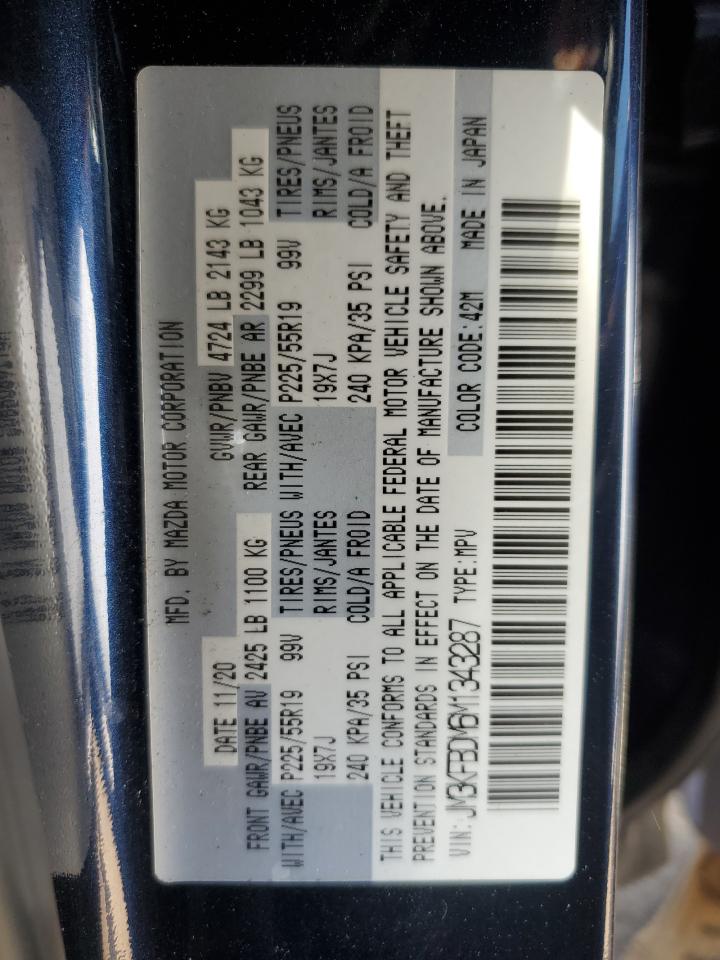 MFD. BY MAZDA MOTOR CORPORATION
DATE 11/20 GVWR/PNBV 4724 LB 2143 KG
FRONT GAWR/PNBE AV 2425 LB 1100 KG REAR GAWR/PNBE AR 2299 LB 1043 KG
WITH/AVEC P225/55R19 99V TIRES/PNEUS WITH/AVEC P225/55R19 99V TIRES/PNEUS
19X7J RIMS/JANTES 19X7J RIMS/JANTES
240 KPA/35 PSI COLD/A FROID 240 KPA/35 PSI COLD/A FROID
THIS VEHICLE CONFORMS TO ALL APPLICABLE FEDERAL MOTOR VEHICLE SAFETY AND THEFT
PREVENTION STANDARDS IN EFFECT ON THE DATE OF MANUFACTURE SHOWN ABOVE.
VIN: JM3KFBDM6M1343287 TYPE:MPV COLOR CODE:42M MADE IN JAPAN